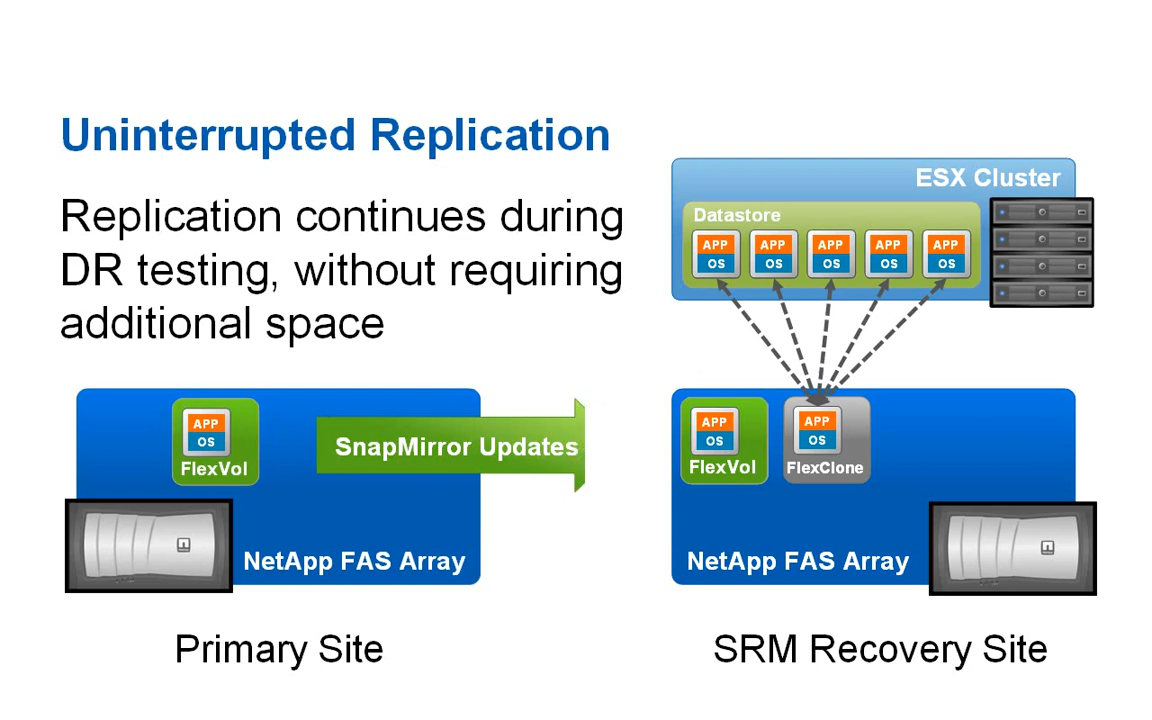 Uninterrupted Replication
Replication continues during
DR testing, without requiring
additional space
ESX Cluster
Datastore
APP APP APP APP APP
OS OS OS OS OS
APP
OS
FlexVol
SnapMirror Updates
NetApp FAS Array
Primary Site
APP
OS
FlexVol
APP
OS
FlexClone
NetApp FAS Array
SRM Recovery Site